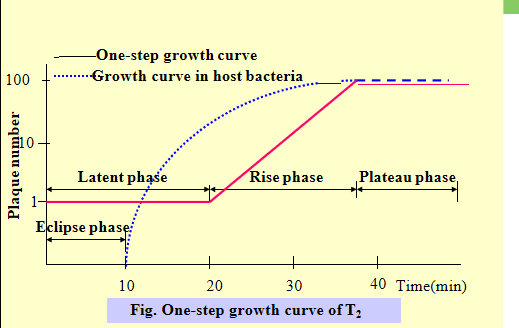 One-step growth curve
Growth curve in host bacteria
100
10
1
Plaque number
Latent phase
Rise phase
Plateau phase
Eclipse phase
10 20 30 40 Time(min)
Fig. One-step growth curve of T2